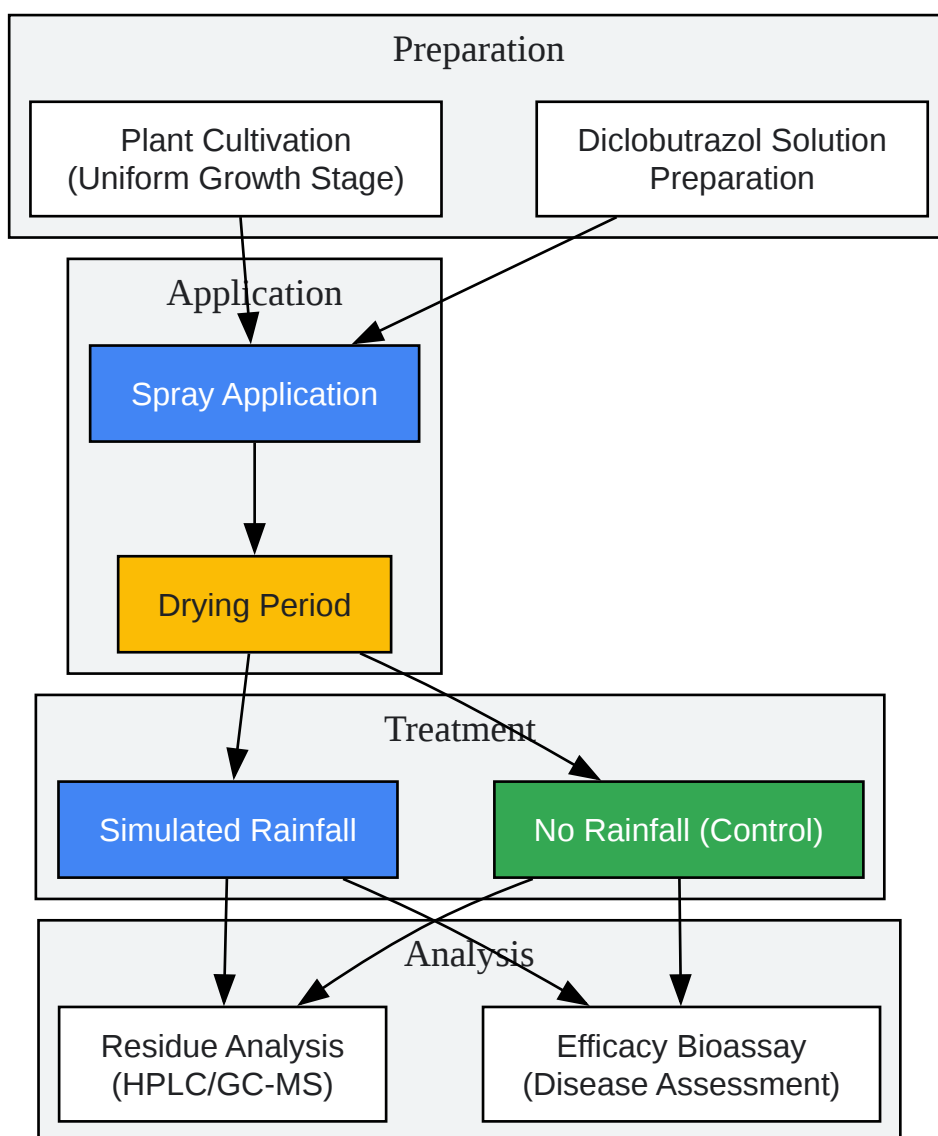 Preparation
Plant Cultivation
(Uniform Growth Stage)
Diclobutrazol Solution
Preparation
Application
Spray Application
Drying Period
Treatment
Simulated Rainfall
No Rainfall (Control)
Analysis
Residue Analysis
(HPLC/GC-MS)
Efficacy Bioassay
(Disease Assessment)